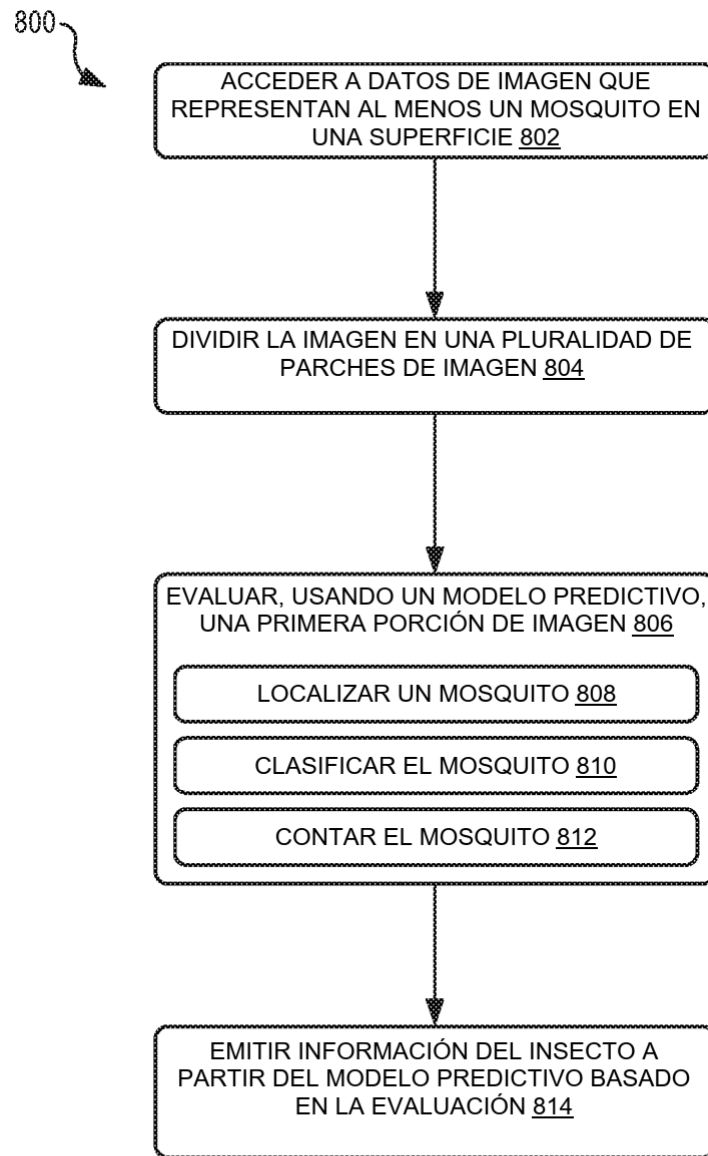 800
ACCEDER A DATOS DE IMAGEN QUE
REPRESENTAN AL MENOS UN MOSQUITO EN
UNA SUPERFICIE 802
DIVIDIR LA IMAGEN EN UNA PLURALIDAD DE
PARCHES DE IMAGEN 804
EVALUAR, USANDO UN MODELO PREDICTIVO,
UNA PRIMERA PORCIÓN DE IMAGEN 806
LOCALIZAR UN MOSQUITO 808
CLASIFICAR EL MOSQUITO 810
CONTAR EL MOSQUITO 812
EMITIR INFORMACIÓN DEL INSECTO A
PARTIR DEL MODELO PREDICTIVO BASADO
EN LA EVALUACIÓN 814